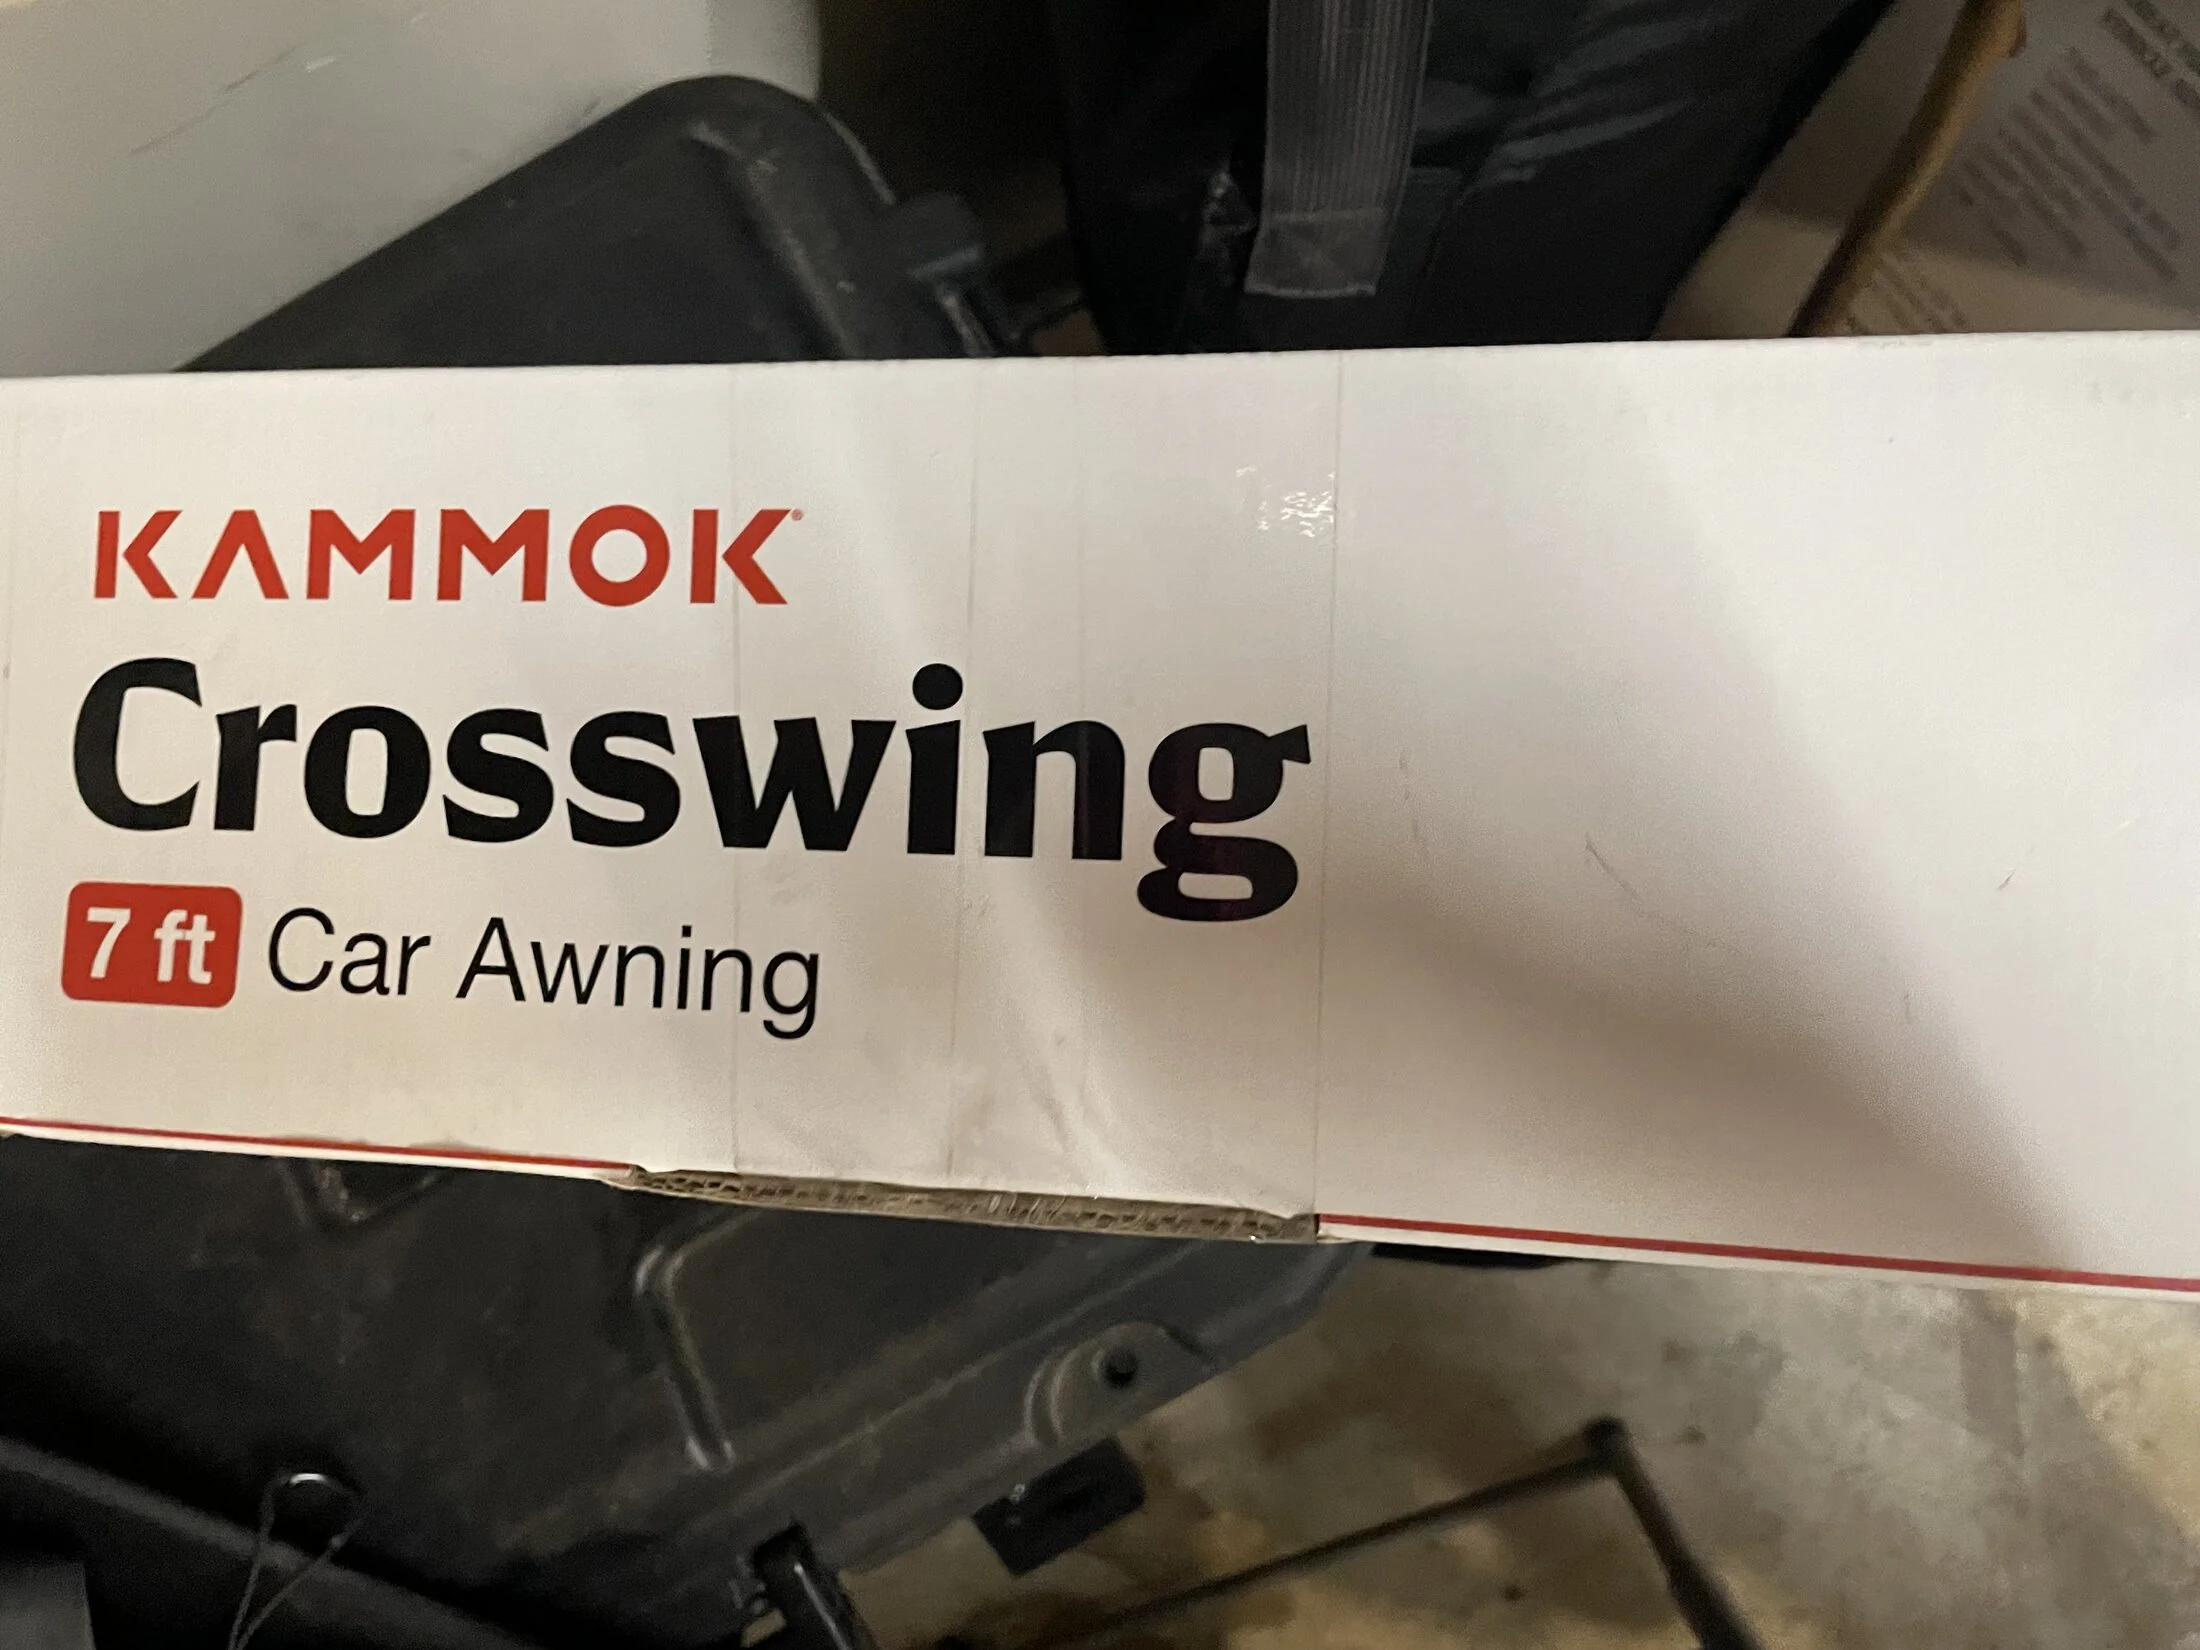 KAMMOK
Crosswing
7 ft Car Awning